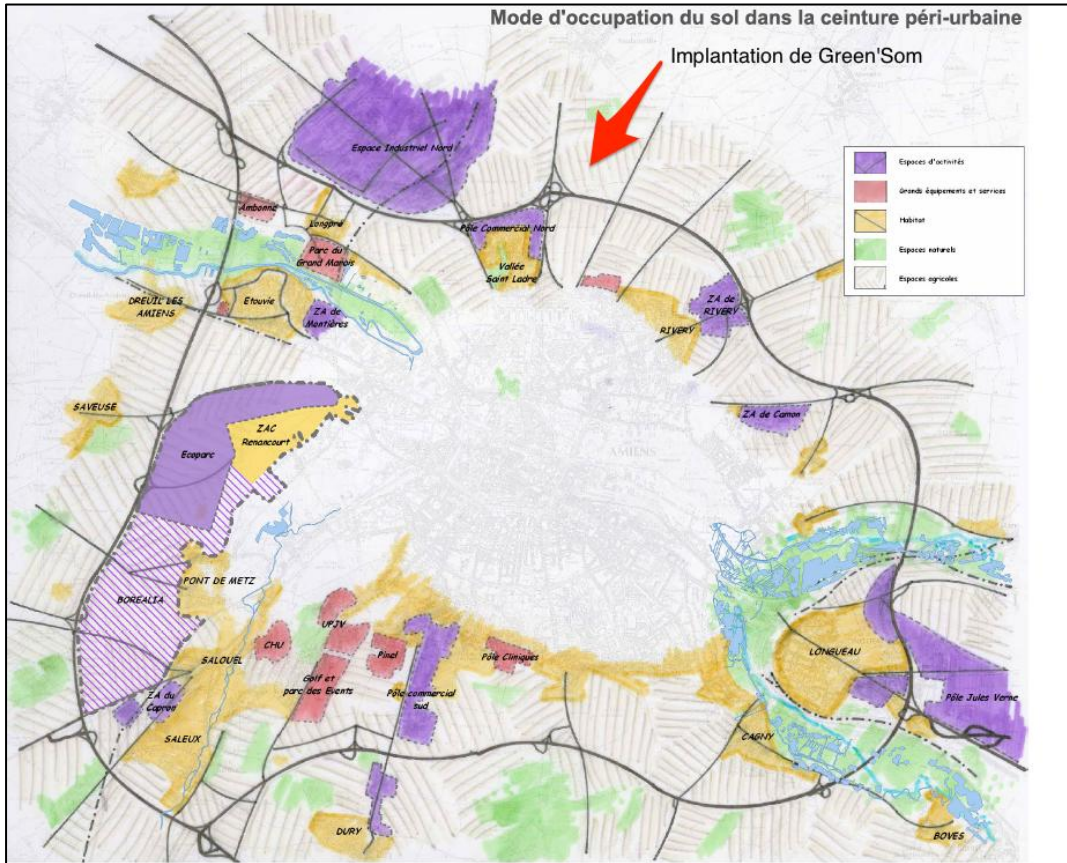 Mode d'occupation du sol dans la ceinture péri-urbaine
Implantation de Green'Som
Espace Industriel Nord
Espaces d'activités
Grands équipements et services
Habitat
Espaces naturels
Espaces agricoles
Ambonne
Longpré
Parc du
Grand Marais
Pôle Commercial Nord
Vallée
Saint Ladre
DREUIL LES
AMIENS
Etouvie
ZA de
Montières
ZA de
RIVERY
RIVERY
SAVEUSE
ZAC
Renancourt
Ecoparc
ZA de Camon
AMIENS
PONT DE METZ
BOREALIA
UPJV
CHU
SALOUEL
Pinel
Pôle Cliniques
LONGUEAU
Golf et
parc des Events
Pôle commercial
sud
Pôle Jules Verne
ZA du
Capron
SALEUX
CAGNY
DURY
BOVES